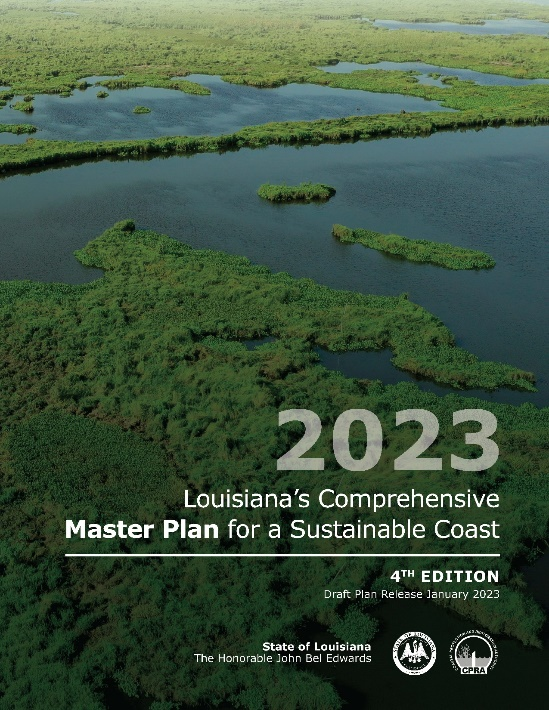 2023
Louisiana's Comprehensive
Master Plan for a Sustainable Coast
4TH EDITION
Draft Plan Release January 2023
State of Louisiana
The Honorable John Bel Edwards
CPRA